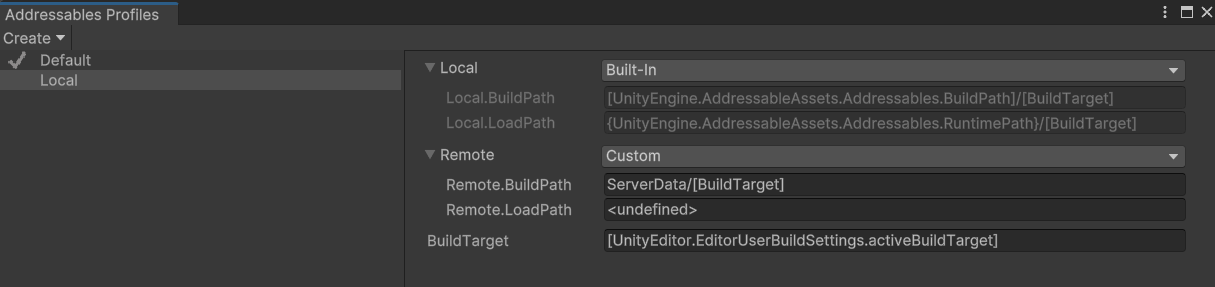 Addressables Profiles
Create
Default
Local
Local Built-In
Local.BuildPath [UnityEngine.AddressableAssets.Addressables.BuildPath]/[BuildTarget]
Local.LoadPath {UnityEngine.AddressableAssets.Addressables.RuntimePath}/[BuildTarget]
Remote Custom
Remote.BuildPath ServerData/[BuildTarget]
Remote.LoadPath <undefined>
BuildTarget [UnityEditor.EditorUserBuildSettings.activeBuildTarget]